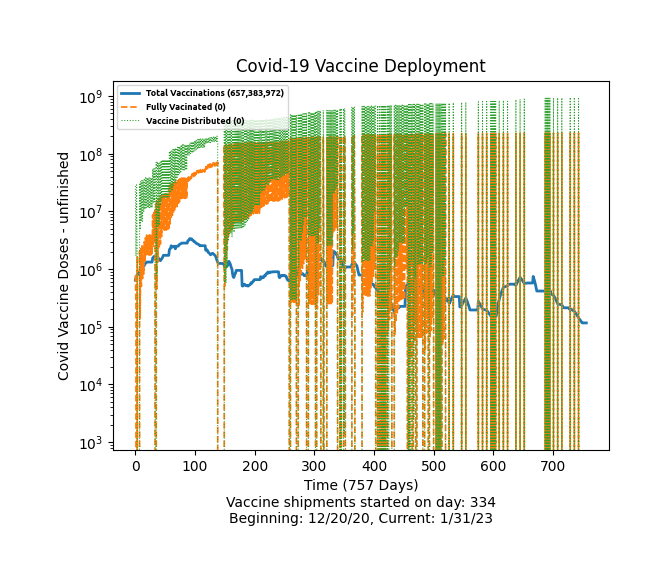 Covid-19 Vaccine Deployment
Total Vaccinations (657,383,972)
Fully Vacinated (0)
Vaccine Distributed (0)
Covid Vaccine Doses - unfinished
10⁹
10⁸
10⁷
10⁶
10⁵
10⁴
10³
0 100 200 300 400 500 600 700
Time (757 Days)
Vaccine shipments started on day: 334
Beginning: 12/20/20, Current: 1/31/23